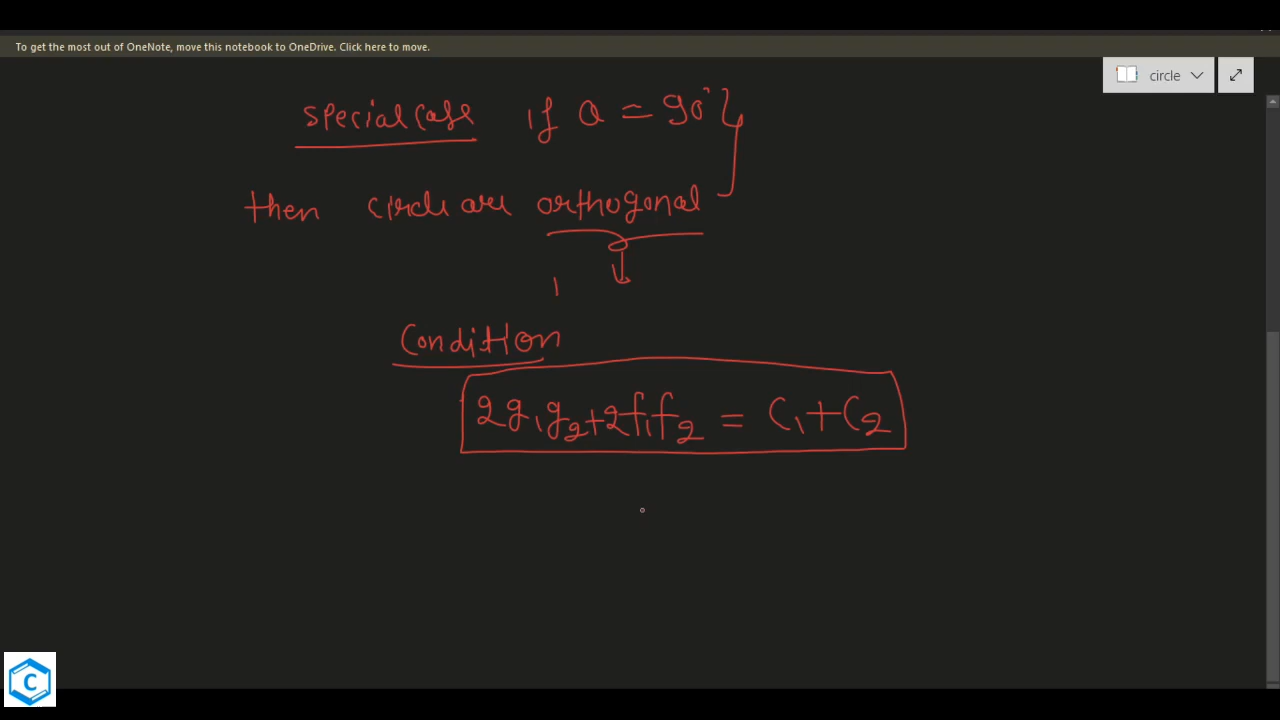 To get the most out of OneNote, move this notebook to OneDrive. Click here to move.
circle
special case if Q = 90°
then circle are orthogonal
Condition
2g₁g₂+2f₁f₂ = C₁+C₂
C